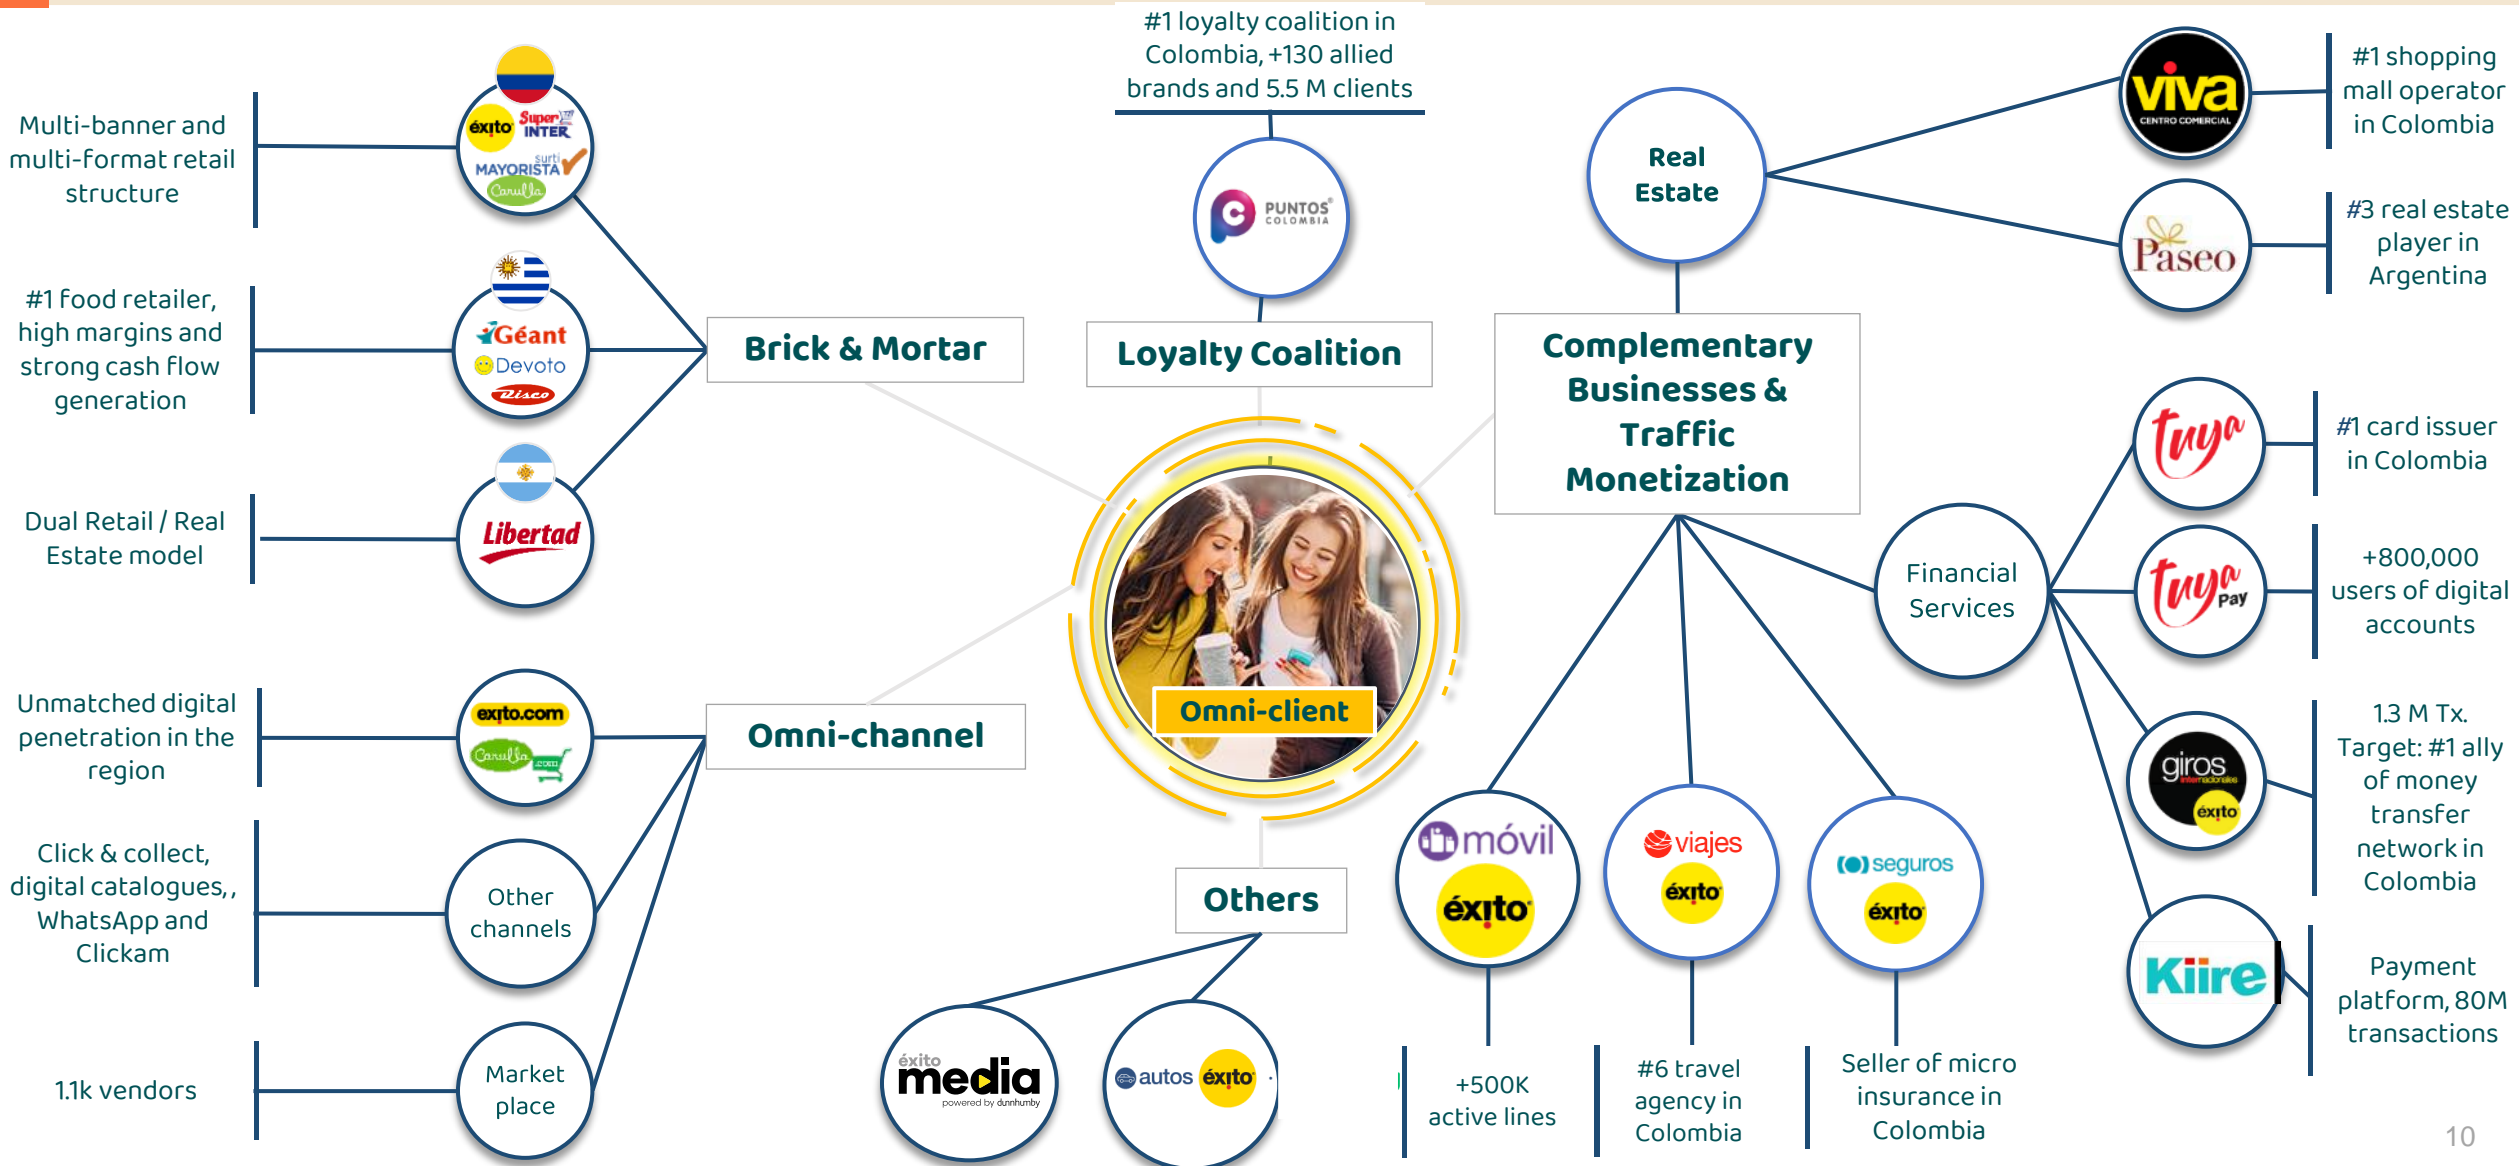 #1 loyalty coalition in
Colombia, +130 allied
brands and 5.5 M clients
PUNTOS
COLOMBIA
Loyalty Coalition
Multi-banner and
multi-format retail
structure
éxito
Super
INTER
surti
MAYORISTA
Carulla
#1 food retailer,
high margins and
strong cash flow
generation
Géant
Devoto
Disco
Dual Retail / Real
Estate model
Libertad
Brick & Mortar
Unmatched digital
penetration in the
region
exito.com
Carulla
.com
Click & collect,
digital catalogues, ,
WhatsApp and
Clickam
Other
channels
1.1k vendors
Market
place
Omni-channel
Omni-client
Others
éxito
media
powered by dunnhumby
autos éxito
Complementary
Businesses &
Traffic
Monetization
Real
Estate
viva
CENTRO COMERCIAL
#1 shopping
mall operator
in Colombia
Paseo
#3 real estate
player in
Argentina
Financial
Services
tuya
#1 card issuer
in Colombia
tuya
Pay
+800,000
users of digital
accounts
giros
internacionales
éxito
1.3 M Tx.
Target: #1 ally
of money
transfer
network in
Colombia
Kiire
Payment
platform, 80M
transactions
móvil
éxito
+500K
active lines
viajes
éxito
#6 travel
agency in
Colombia
seguros
éxito
Seller of micro
insurance in
Colombia
10